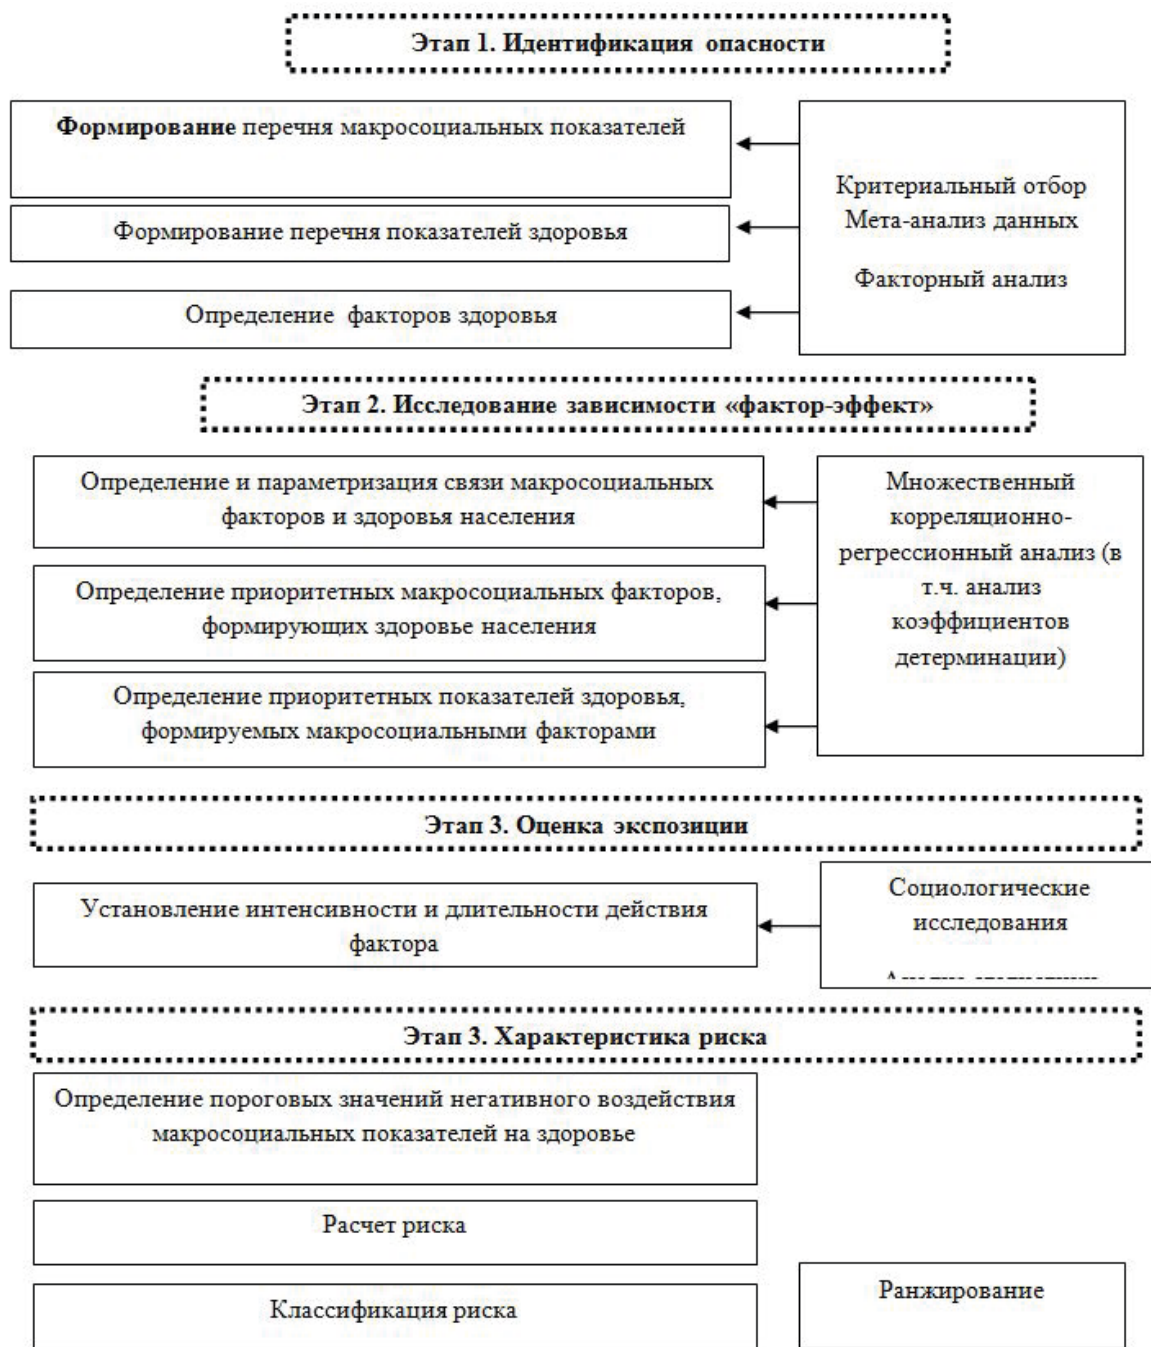 Этап 1. Идентификация опасности
Формирование перечня макросоциальных показателей
Формирование перечня показателей здоровья
Определение факторов здоровья
Критериальный отбор
Мета-анализ данных
Факторный анализ
Этап 2. Исследование зависимости «фактор-эффект»
Определение и параметризация связи макросоциальных
факторов и здоровья населения
Определение приоритетных макросоциальных факторов,
формирующих здоровье населения
Определение приоритетных показателей здоровья,
формируемых макросоциальными факторами
Множественный
корреляционно-
регрессионный анализ (в
т.ч. анализ
коэффициентов
детерминации)
Этап 3. Оценка экспозиции
Установление интенсивности и длительности действия
фактора
Социологические
исследования
Этап 3. Характеристика риска
Определение пороговых значений негативного воздействия
макросоциальных показателей на здоровье
Расчет риска
Классификация риска
Ранжирование